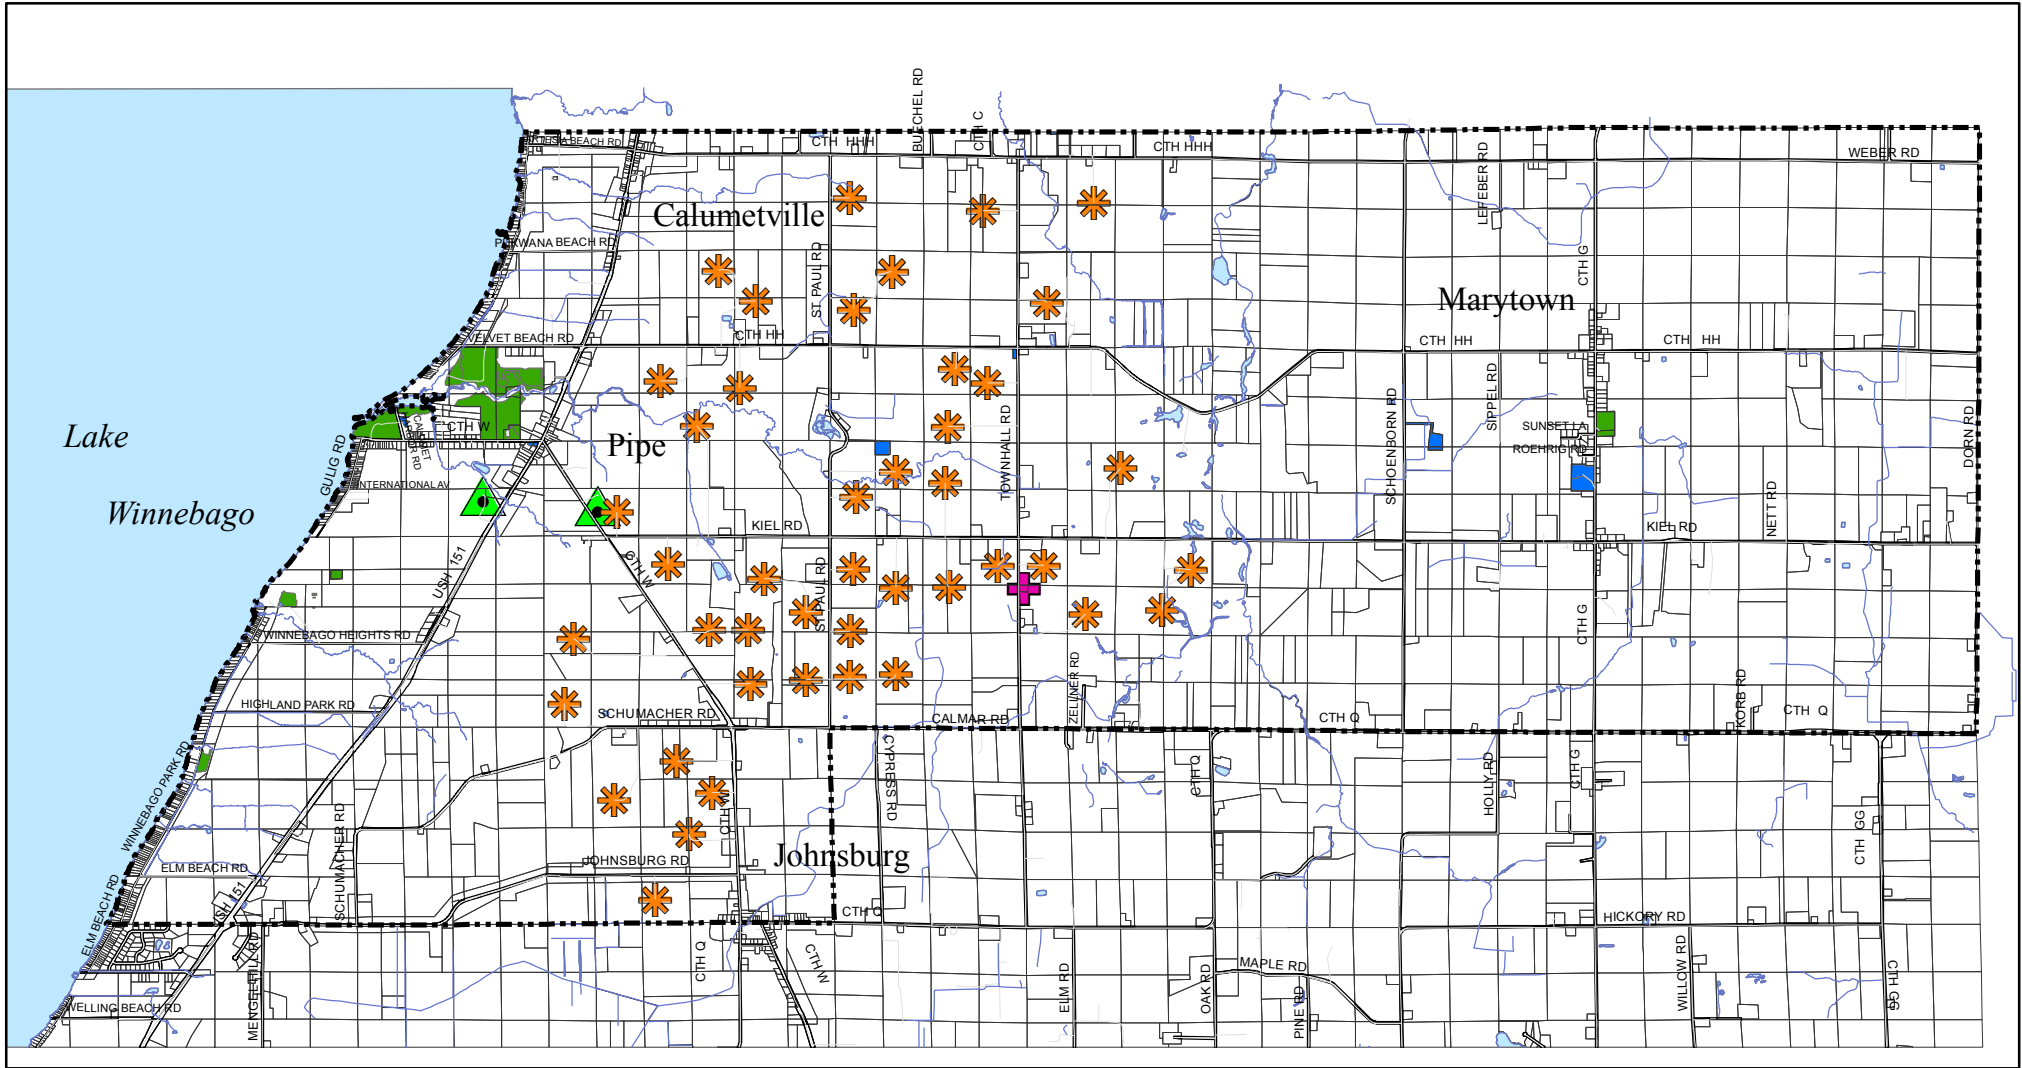 BUECHEL RD
CTH C
CTH HHH
CTH HHH
WEBER RD
LEFEBER RD
Calumetville
ST PAUL RD
CTH G
Marytown
VELVET BEACH RD
CTH HH
CTH HH
CTH HH
SCHOENBORN RD
SIPPEL RD
DORN RD
Lake
CTH W
Pipe
TOWNHALL RD
SUNSET LA
ROEHRIG RD
GULIG RD
INTERNATIONAL AV
NETT RD
Winnebago
KIEL RD
KIEL RD
USH 151
CTH W
ST PAUL RD
CTH G
WINNEBAGO HEIGHTS RD
ZELLNER RD
KORB RD
HIGHLAND PARK RD
SCHUMACHER RD
CALMAR RD
CTH Q
CTH Q
WINNEBAGO PARK RD
CYPRESS RD
CTH Q
HOLLY RD
CTH G
SCHUMACHER RD
CTH W
CTH GG
Johnsburg
JOHNSBURG RD
ELM BEACH RD
ELM BEACH RD
USH 151
CTH Q
HICKORY RD
CTH Q
CTH W
ELM RD
OAK RD
MAPLE RD
PINE RD
WILLOW RD
CTH GG
WELLING BEACH RD
MENGEL HILL RD